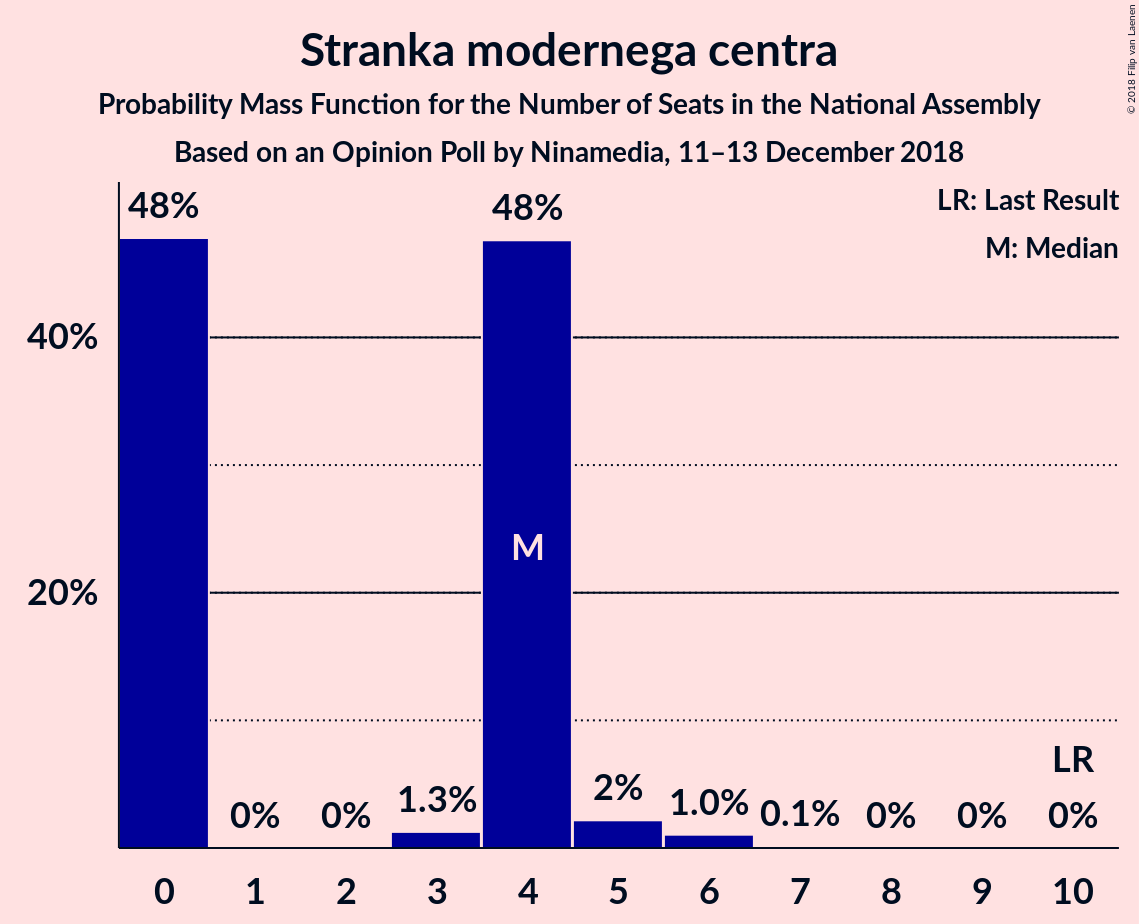 Stranka modernega centra
Probability Mass Function for the Number of Seats in the National Assembly
Based on an Opinion Poll by Ninamedia, 11–13 December 2018
© 2018 Filip van Laenen
LR: Last Result
M: Median
48%
48%
40%
M
20%
LR
0%
0%
1.3%
2%
1.0%
0.1%
0%
0%
0%
0 1 2 3 4 5 6 7 8 9 10